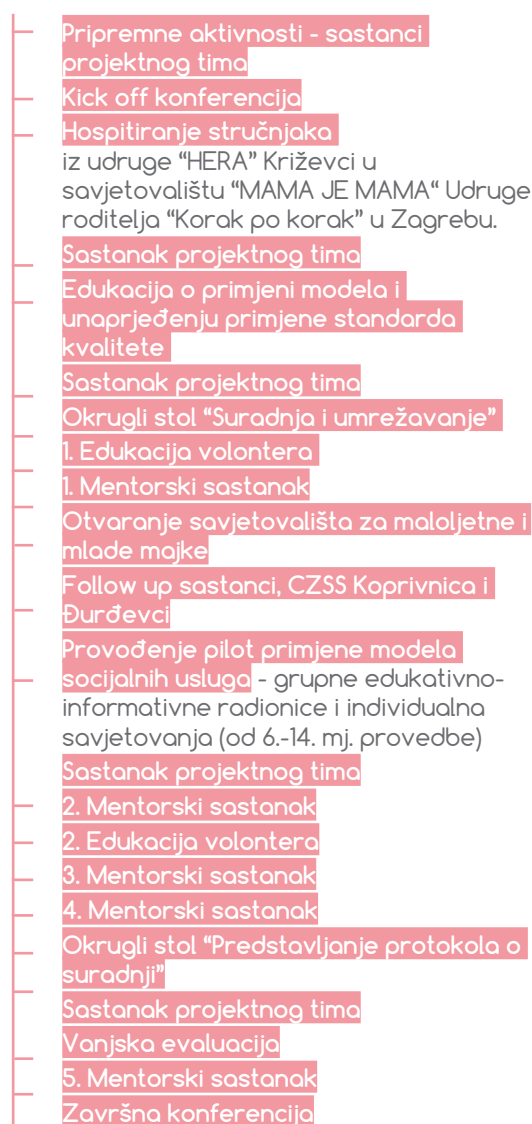 Pripremne aktivnosti - sastanci
projektnog tima
Kick off konferencija
Hospitiranje stručnjaka
iz udruge “HERA” Križevci u
savjetovalištu “MAMA JE MAMA“ Udruge
roditelja “Korak po korak” u Zagrebu.
Sastanak projektnog tima
Edukacija o primjeni modela i
unaprjeđenju primjene standarda
kvalitete
Sastanak projektnog tima
Okrugli stol “Suradnja i umrežavanje”
1. Edukacija volontera
1. Mentorski sastanak
Otvaranje savjetovališta za maloljetne i
mlade majke
Follow up sastanci, CZSS Koprivnica i
Đurđevci
Provođenje pilot primjene modela
socijalnih usluga - grupne edukativno-
informativne radionice i individualna
savjetovanja (od 6.-14. mj. provedbe)
Sastanak projektnog tima
2. Mentorski sastanak
2. Edukacija volontera
3. Mentorski sastanak
4. Mentorski sastanak
Okrugli stol “Predstavljanje protokola o
suradnji”
Sastanak projektnog tima
Vanjska evaluacija
5. Mentorski sastanak
Završna konferencija